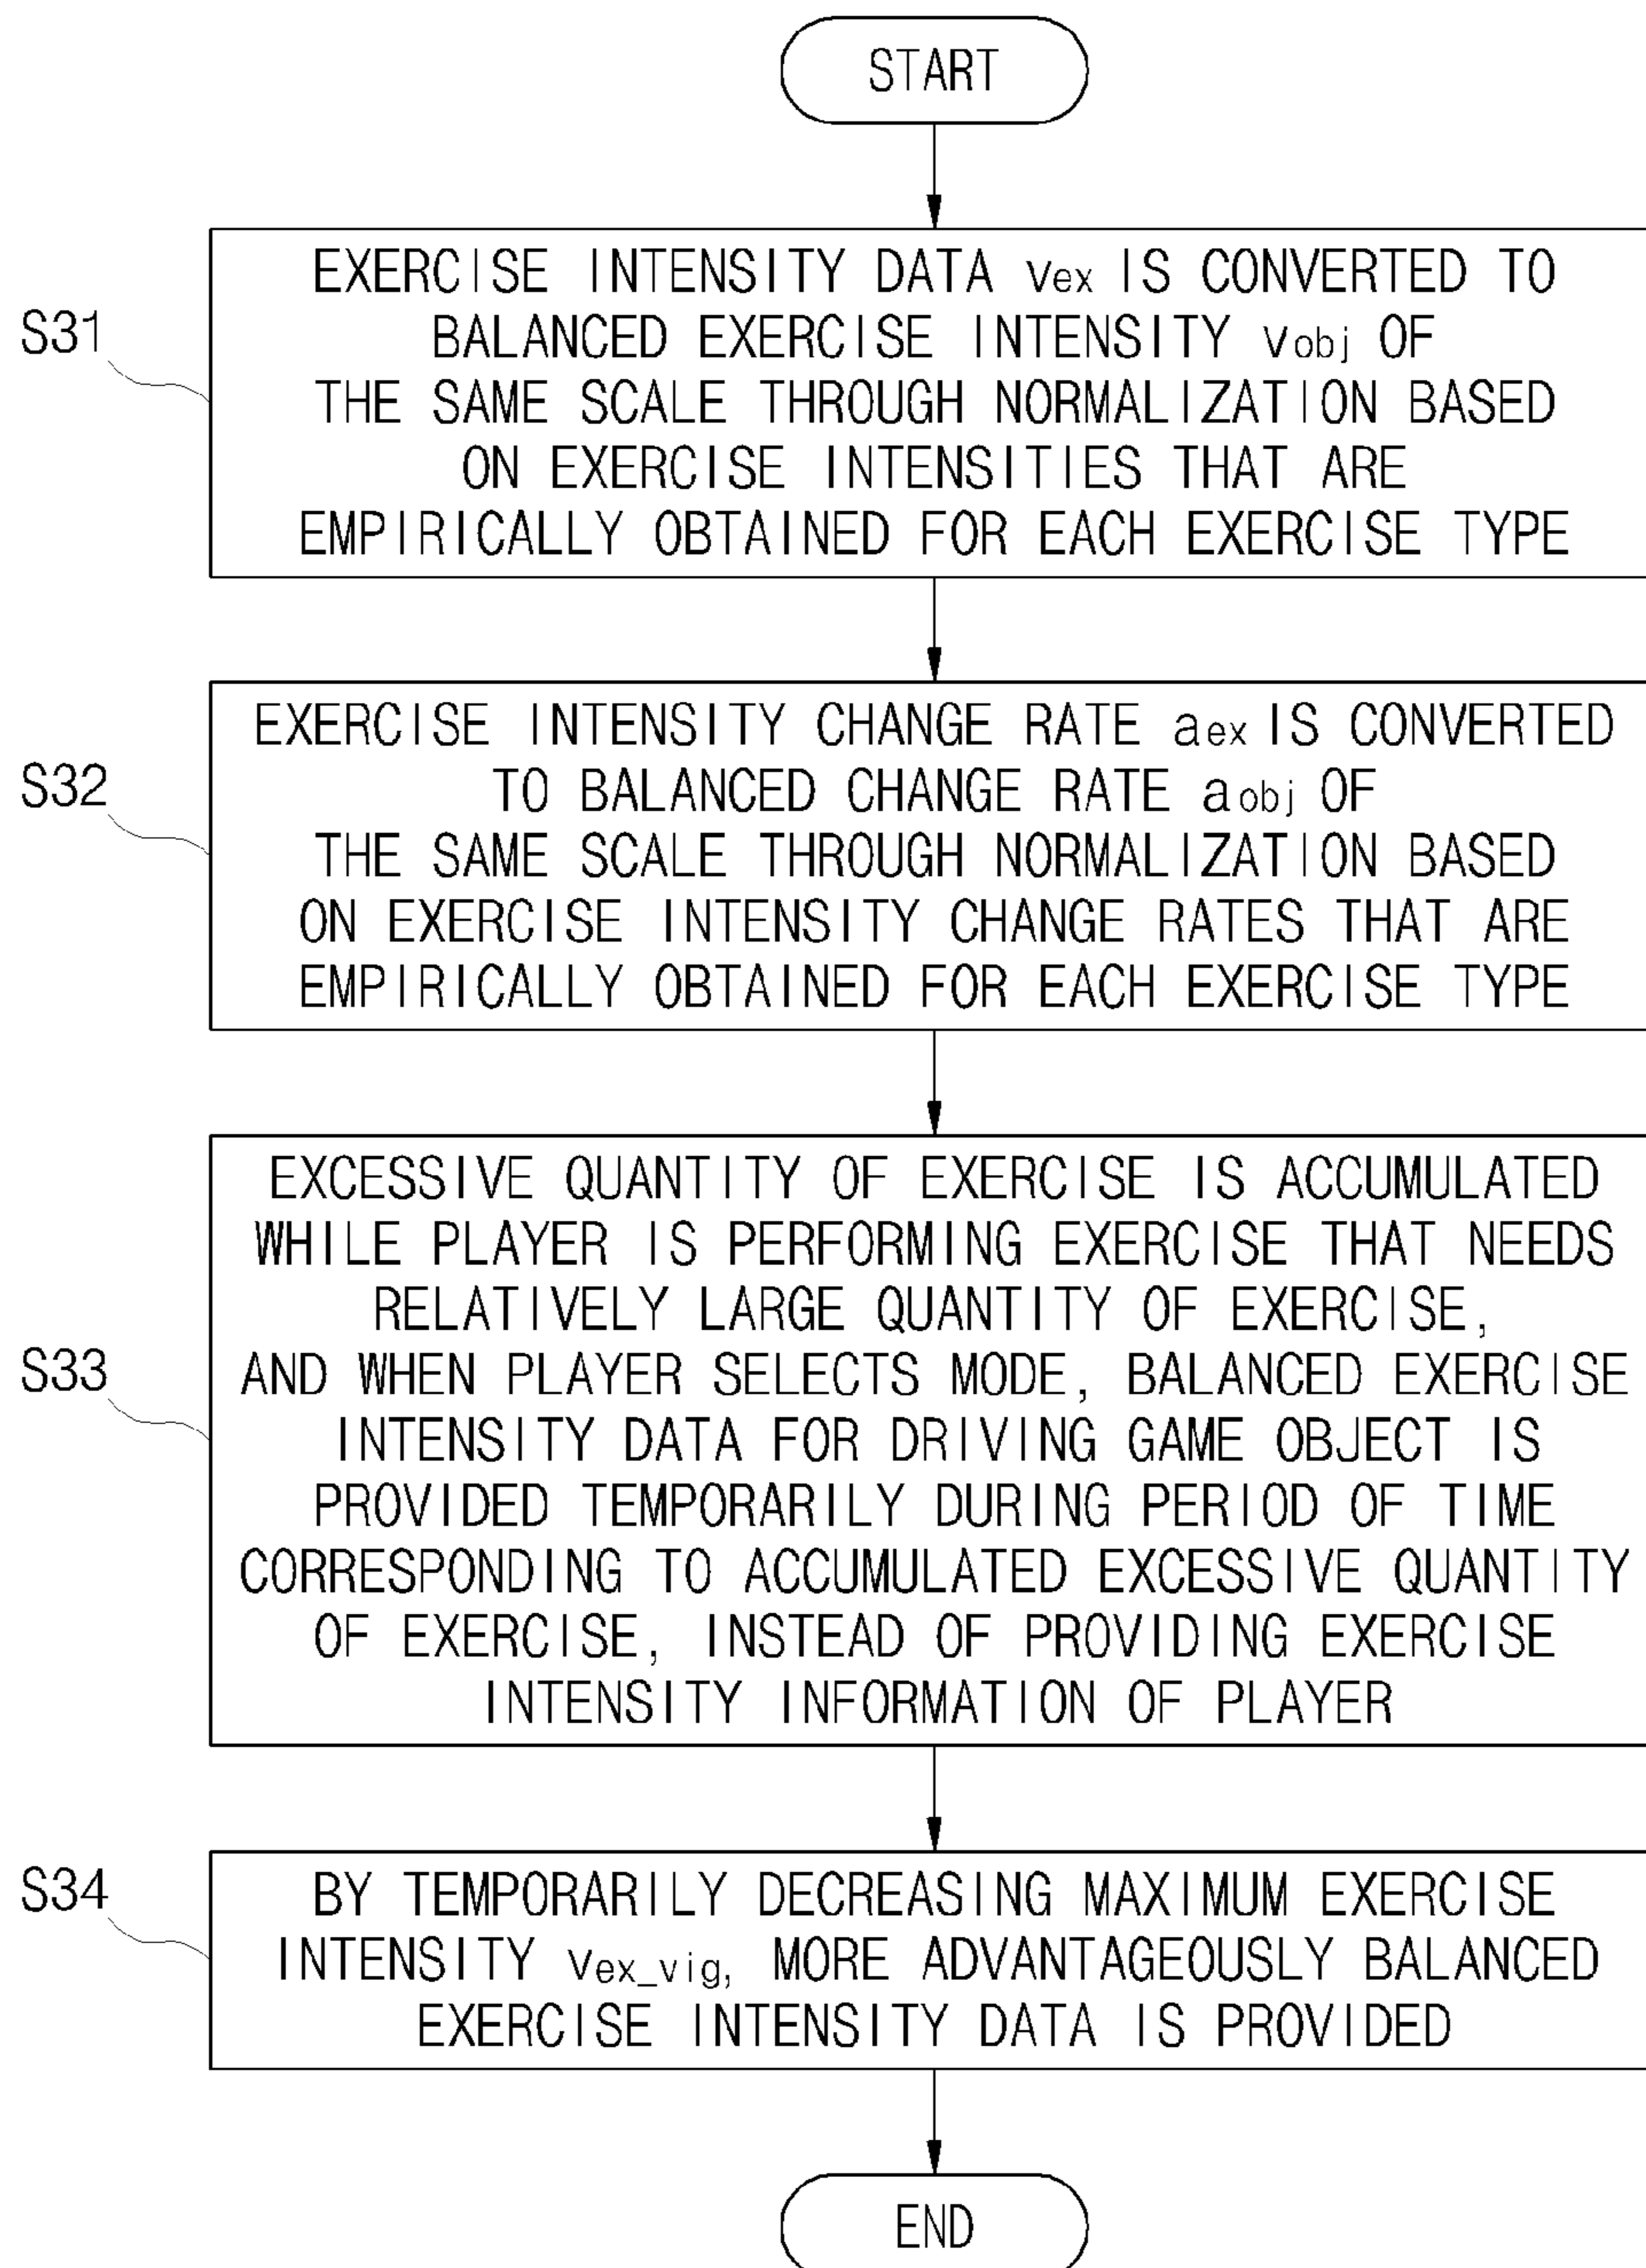 START
S31
EXERCISE INTENSITY DATA vex IS CONVERTED TO
BALANCED EXERCISE INTENSITY vobj OF
THE SAME SCALE THROUGH NORMALIZATION BASED
ON EXERCISE INTENSITIES THAT ARE
EMPIRICALLY OBTAINED FOR EACH EXERCISE TYPE
S32
EXERCISE INTENSITY CHANGE RATE aex IS CONVERTED
TO BALANCED CHANGE RATE aobj OF
THE SAME SCALE THROUGH NORMALIZATION BASED
ON EXERCISE INTENSITY CHANGE RATES THAT ARE
EMPIRICALLY OBTAINED FOR EACH EXERCISE TYPE
S33
EXCESSIVE QUANTITY OF EXERCISE IS ACCUMULATED
WHILE PLAYER IS PERFORMING EXERCISE THAT NEEDS
RELATIVELY LARGE QUANTITY OF EXERCISE,
AND WHEN PLAYER SELECTS MODE, BALANCED EXERCISE
INTENSITY DATA FOR DRIVING GAME OBJECT IS
PROVIDED TEMPORARILY DURING PERIOD OF TIME
CORRESPONDING TO ACCUMULATED EXCESSIVE QUANTITY
OF EXERCISE, INSTEAD OF PROVIDING EXERCISE
INTENSITY INFORMATION OF PLAYER
S34
BY TEMPORARILY DECREASING MAXIMUM EXERCISE
INTENSITY vex_vig, MORE ADVANTAGEOUSLY BALANCED
EXERCISE INTENSITY DATA IS PROVIDED
END